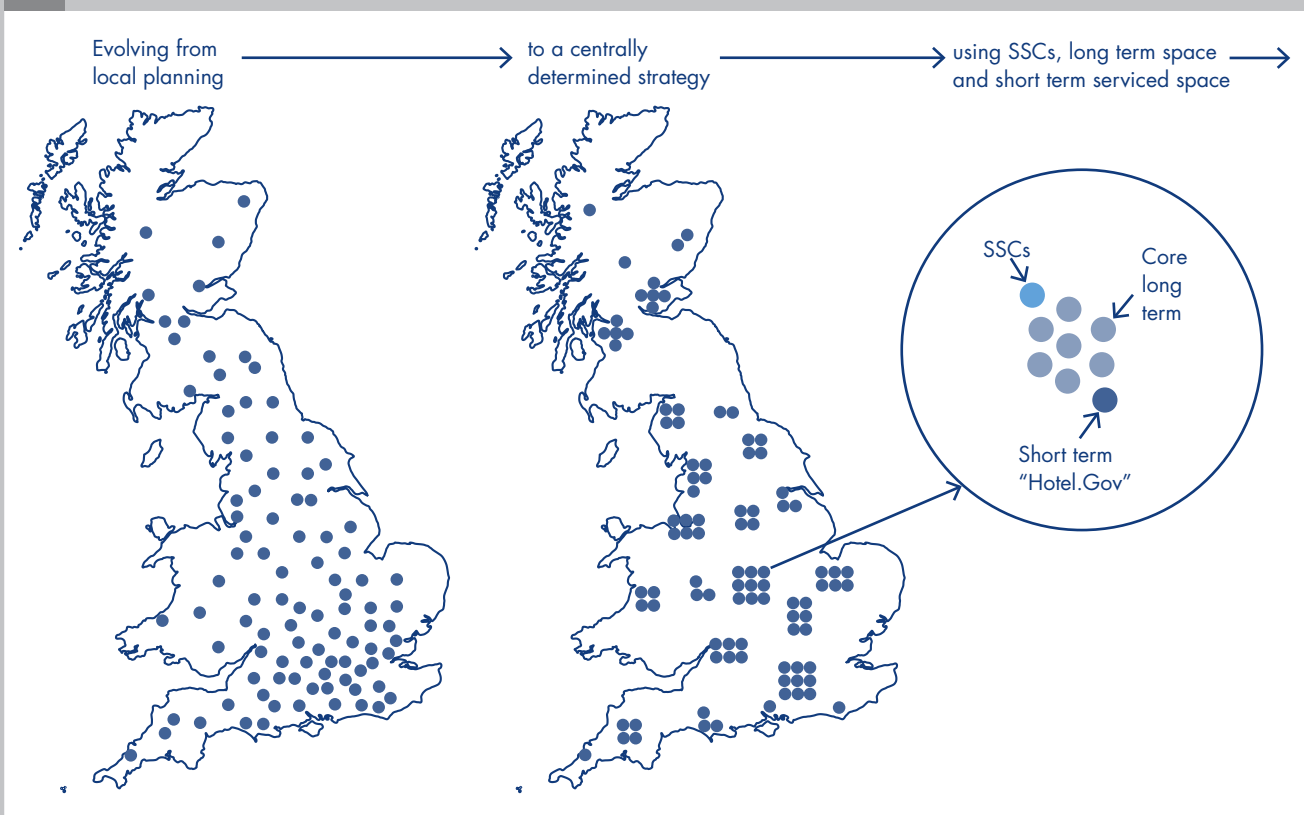 Evolving from
local planning
to a centrally
determined strategy
using SSCs, long term space
and short term serviced space
SSCs
Core
long
term
Short term
“Hotel.Gov”